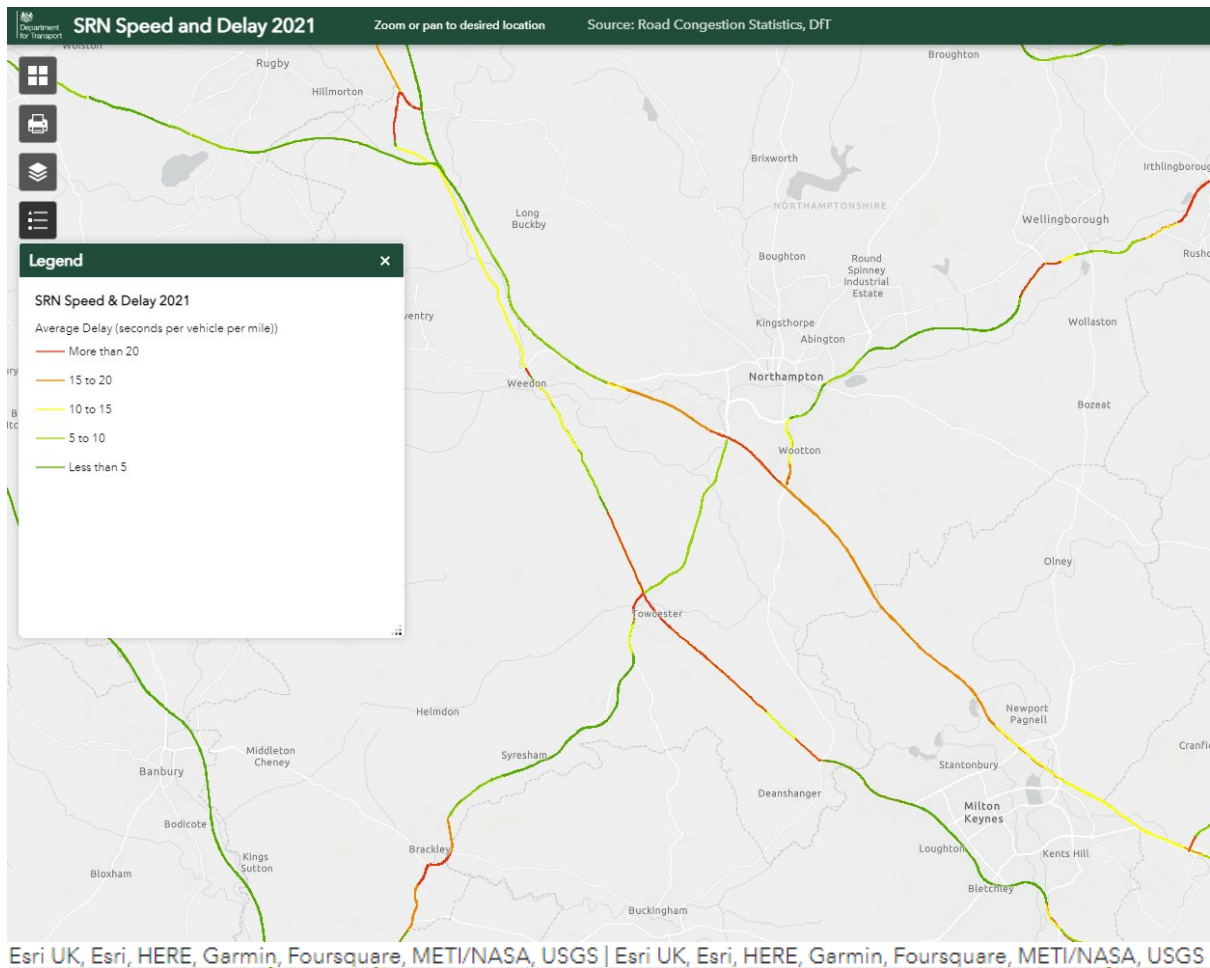 Department for Transport
SRN Speed and Delay 2021
Zoom or pan to desired location
Source: Road Congestion Statistics, DfT
Wolston
Rugby
Broughton
Hillmorton
Brixworth
Irthlingboroug
NORTHAMPTONSHIRE
Long
Buckby
Wellingborough
Legend
×
Boughton
Round
Spinney
Industrial
Estate
Rush
SRN Speed & Delay 2021
Average Delay (seconds per vehicle per mile))
ventry
Kingsthorpe
Wollaston
Abington
More than 20
15 to 20
Weedon
Northampton
10 to 15
Bozeat
5 to 10
Wootton
Less than 5
Olney
Towcester
Helmdon
Newport
Pagnell
Middleton
Cheney
Syresham
Cranfi
Banbury
Stantonbury
Deanshanger
Milton
Keynes
Bodicote
Brackley
Loughton
Kents Hill
Kings
Sutton
Bloxham
Bletchley
Buckingham
Esri UK, Esri, HERE, Garmin, Foursquare, METI/NASA, USGS | Esri UK, Esri, HERE, Garmin, Foursquare, METI/NASA, USGS